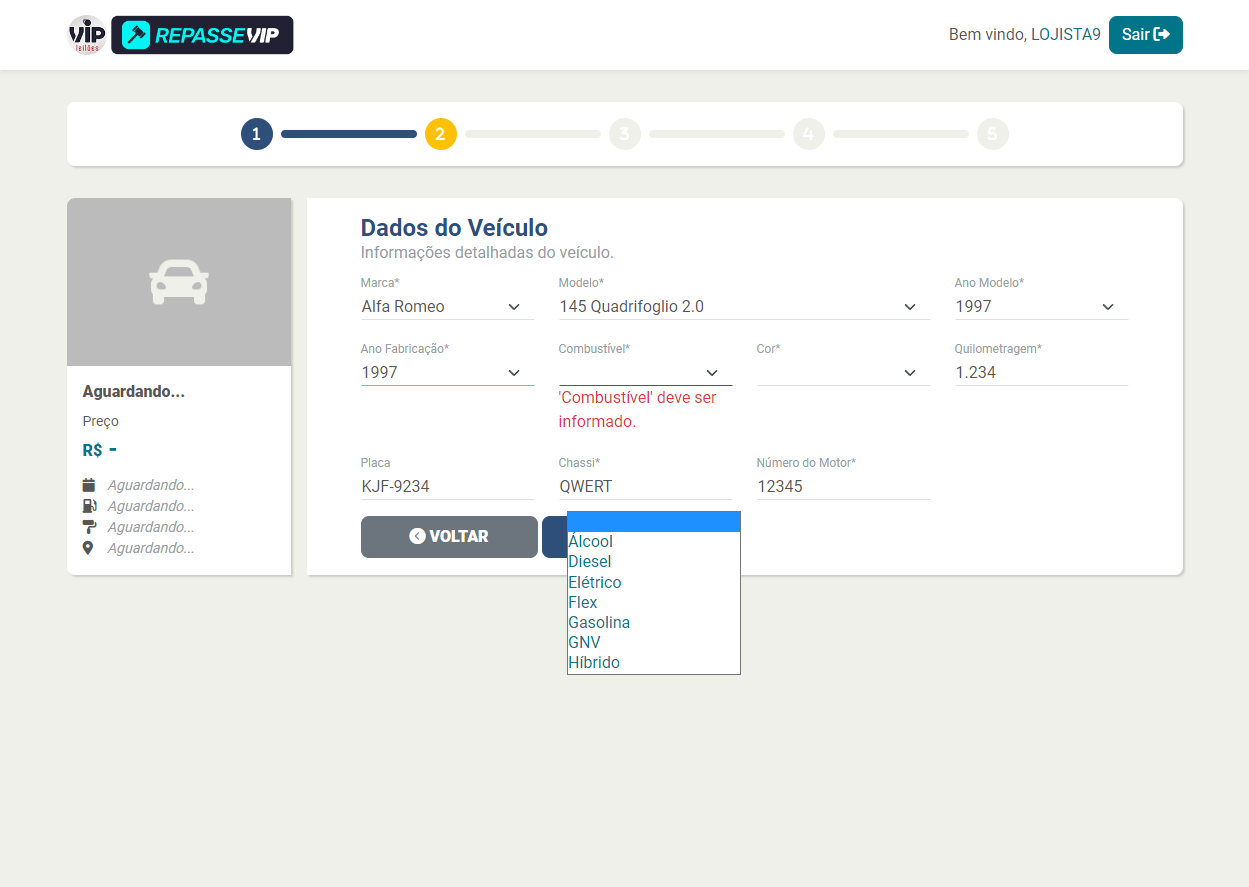 VIP
leilões
REPASSEVIP
Bem vindo, LOJISTA9
Sair
1
2
3
4
5
Aguardando...
Preço
R$ -
Aguardando...
Aguardando...
Aguardando...
Aguardando...
Dados do Veículo
Informações detalhadas do veículo.
Marca*
Modelo*
Ano Modelo*
Alfa Romeo
145 Quadrifoglio 2.0
1997
Ano Fabricação*
Combustível*
Cor*
Quilometragem*
1997
1.234
'Combustível' deve ser
informado.
Placa
Chassi*
Número do Motor*
KJF-9234
QWERT
12345
VOLTAR
Álcool
Diesel
Elétrico
Flex
Gasolina
GNV
Híbrido